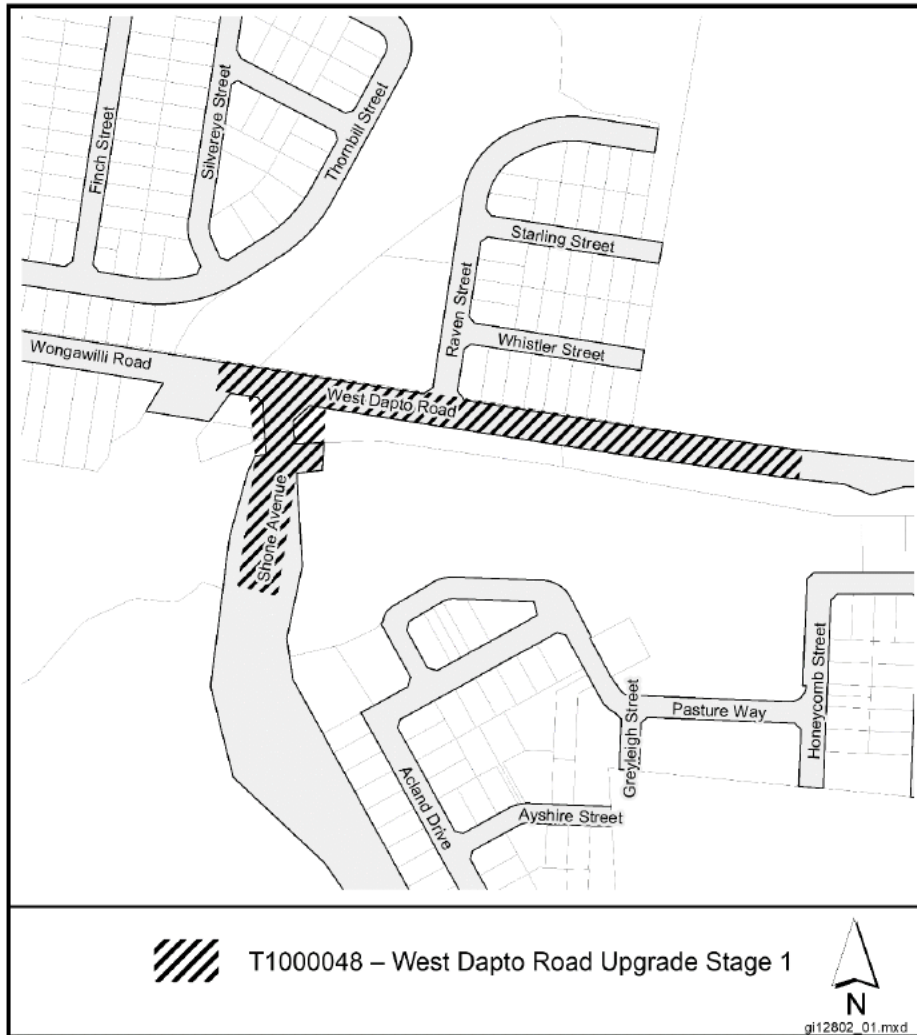 Finch Street
Silvereye Street
Thornbill Street
Starling Street
Raven Street
Whistler Street
Wongawilli Road
West Dapto Road
Shone Avenue
Honeycomb Street
Greyleigh Street
Pasture Way
Acland Drive
Ayshire Street
T1000048 – West Dapto Road Upgrade Stage 1
N
gi12802_01.mxd